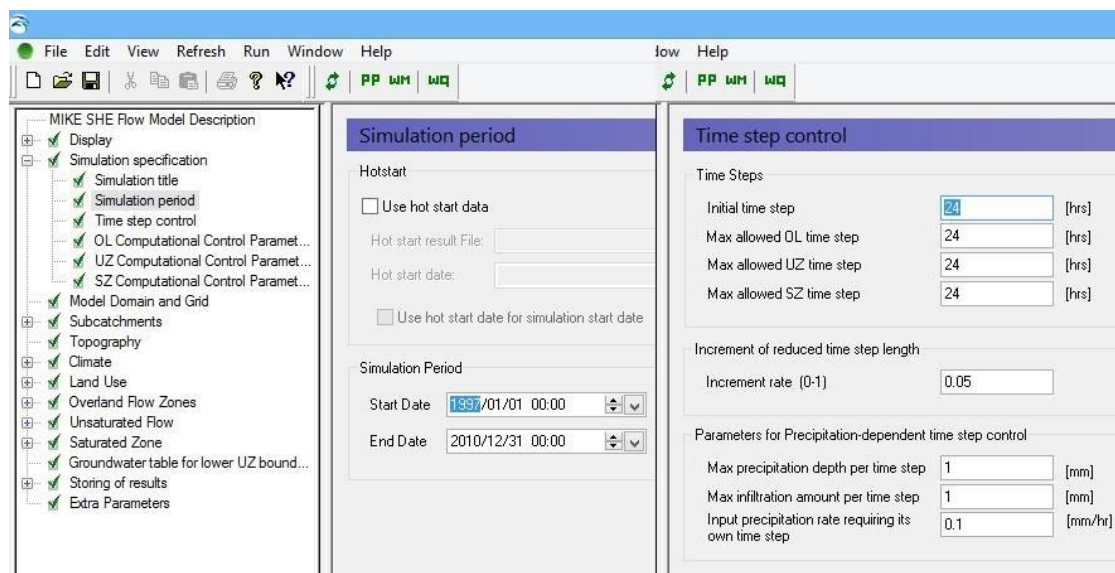 File Edit View Refresh Run Window Help
low Help
PP WM WQ
PP WM WQ
MIKE SHE Flow Model Description
Display
Simulation specification
Simulation title
Simulation period
Time step control
OL Computational Control Paramet...
UZ Computational Control Paramet...
SZ Computational Control Paramet...
Model Domain and Grid
Subcatchments
Topography
Climate
Land Use
Overland Flow Zones
Unsaturated Flow
Saturated Zone
Groundwater table for lower UZ bound...
Storing of results
Extra Parameters
Simulation period
Hotstart
Use hot start data
Hot start result File:
Hot start date:
Use hot start date for simulation start date
Simulation Period
Start Date 1997/01/01 00:00
End Date 2010/12/31 00:00
Time step control
Time Steps
Initial time step 24 [hrs]
Max allowed OL time step 24 [hrs]
Max allowed UZ time step 24 [hrs]
Max allowed SZ time step 24 [hrs]
Increment of reduced time step length
Increment rate (0-1) 0.05
Parameters for Precipitation-dependent time step control
Max precipitation depth per time step 1 [mm]
Max infiltration amount per time step 1 [mm]
Input precipitation rate requiring its
own time step 0.1 [mm/hr]